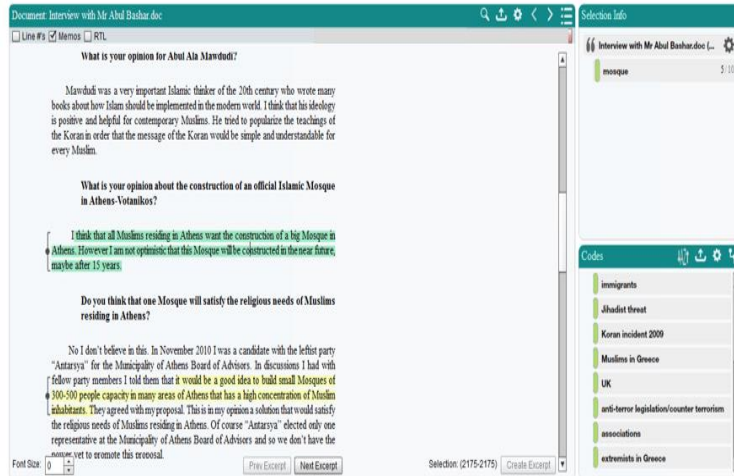 Document: Interview with Mr Abul Bashar.doc
Line #'s Memos RTL
What is your opinion for Abul Ala Mawdudi?
Mawdudi was a very important Islamic thinker of the 20th century who wrote many
books about how Islam should be implemented in the modern world. I think that his ideology
is positive and helpful for contemporary Muslims. He tried to popularize the teachings of
the Koran in order that the message of the Koran would be simple and understandable for
every Muslim.
What is your opinion about the construction of an official Islamic Mosque
in Athens-Votanikos?
I think that all Muslims residing in Athens want the construction of a big Mosque in
Athens. However I am not optimistic that this Mosque will be constructed in the near future,
maybe after 15 years.
Do you think that one Mosque will satisfy the religious needs of Muslims
residing in Athens?
No I don't believe in this. In November 2010 I was a candidate with the leftist party
"Antarsya" for the Municipality of Athens Board of Advisors. In discussions I had with
fellow party members I told them that it would be a good idea to build small Mosques of
300-500 people capacity in many areas of Athens that has a high concentration of Muslim
inhabitants. They agreed with my proposal. This is in my opinion a solution that would satisfy
the religious needs of Muslims residing in Athens. Of course "Antarsya" elected only one
representative at the Municipality of Athens Board of Advisors and so we don't have the
power yet to promote this proposal.
Font Size: 0 Prev Excerpt Next Excerpt Selection: (2175-2175) Create Excerpt
Selection Info
Interview with Mr Abul Bashar.doc (...
mosque 5/10
Codes
immigrants
Jihadist threat
Koran incident 2009
Muslims in Greece
UK
anti-terror legislation/counter terrorism
associations
extremists in Greece